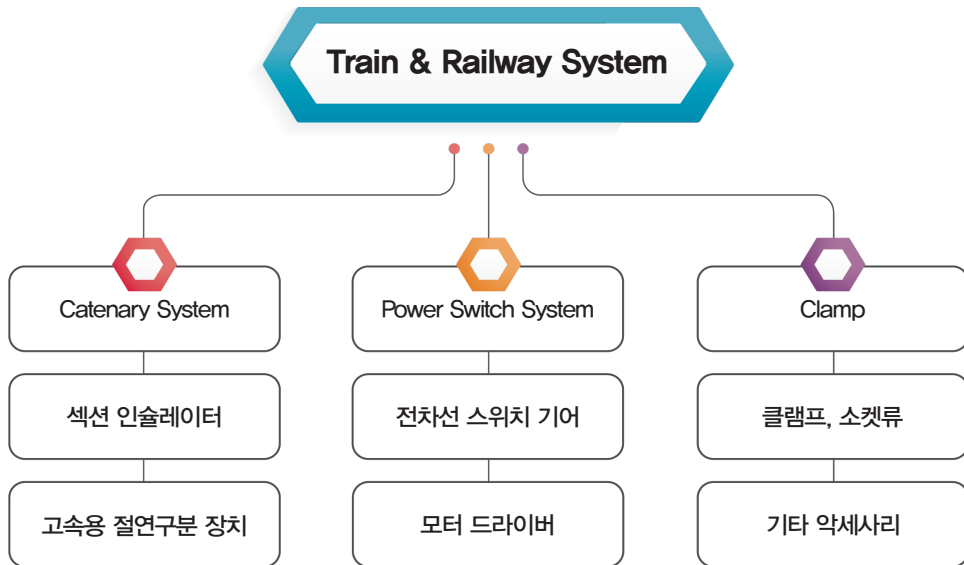 Train & Railway System
Catenary System
섹션 인슐레이터
고속용 절연구분 장치
Power Switch System
전차선 스위치 기어
모터 드라이버
Clamp
클램프, 소켓류
기타 악세사리